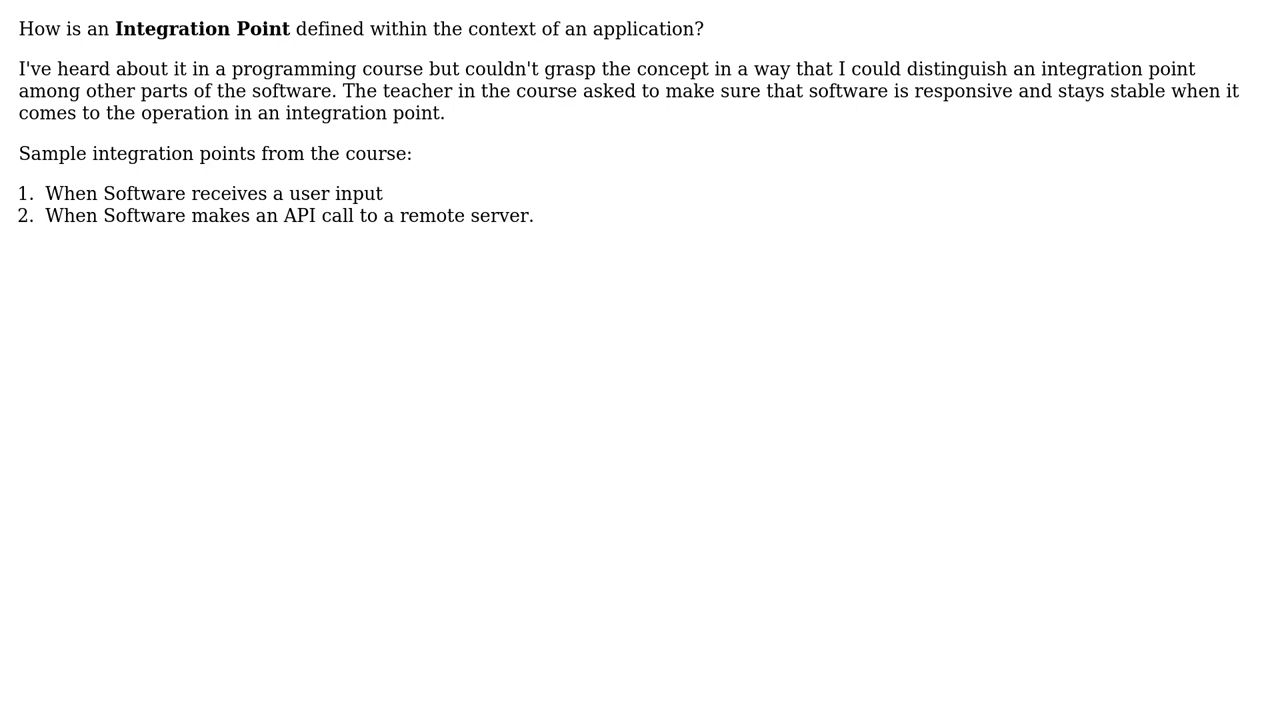 How is an Integration Point defined within the context of an application?
I've heard about it in a programming course but couldn't grasp the concept in a way that I could distinguish an integration point
among other parts of the software. The teacher in the course asked to make sure that software is responsive and stays stable when it
comes to the operation in an integration point.
Sample integration points from the course:
1. When Software receives a user input
2. When Software makes an API call to a remote server.